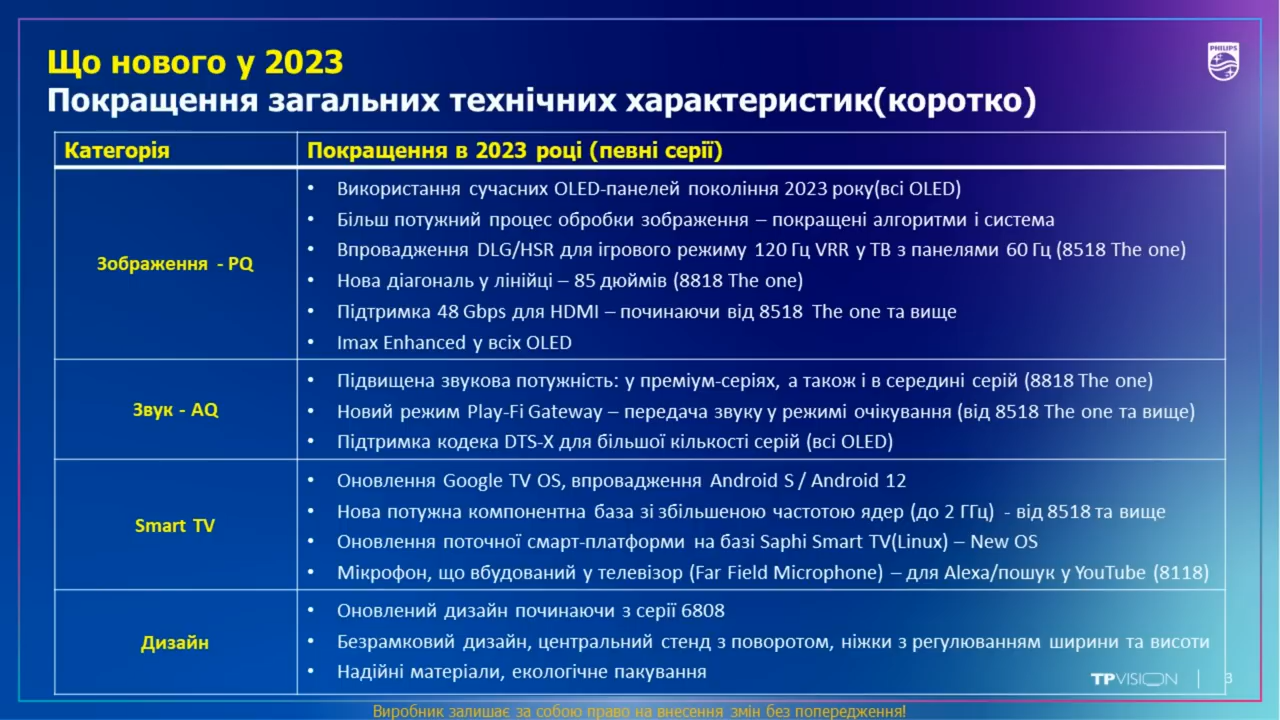 Що нового у 2023
PHILIPS
Покращення загальних технічних характеристик(коротко)
Категорія
Покращення в 2023 році (певні серії)
Зображення - PQ
• Використання сучасних OLED-панелей покоління 2023 року(всі OLED)
• Більш потужний процес обробки зображення – покращені алгоритми і система
• Впровадження DLG/HSR для ігрового режиму 120 Гц VRR у ТВ з панелями 60 Гц (8518 The one)
• Нова діагональ у лінійці – 85 дюймів (8818 The one)
• Підтримка 48 Gbps для HDMI – починаючи від 8518 The one та вище
• Imax Enhanced у всіх OLED
Звук - AQ
• Підвищена звукова потужність: у преміум-серіях, а також і в середині серій (8818 The one)
• Новий режим Play-Fi Gateway – передача звуку у режимі очікування (від 8518 The one та вище)
• Підтримка кодека DTS-X для більшої кількості серій (всі OLED)
Smart TV
• Оновлення Google TV OS, впровадження Android S / Android 12
• Нова потужна компонентна база зі збільшеною частотою ядер (до 2 ГГц) - від 8518 та вище
• Оновлення поточної смарт-платформи на базі Saphi Smart TV(Linux) – New OS
• Мікрофон, що вбудований у телевізор (Far Field Microphone) – для Alexa/пошук у YouTube (8118)
Дизайн
• Оновлений дизайн починаючи з серії 6808
• Безрамковий дизайн, центральний стенд з поворотом, ніжки з регулюванням ширини та висоти
• Надійні матеріали, екологічне пакування
TPVISION | 3
Виробник залишає за собою право на внесення змін без попередження!